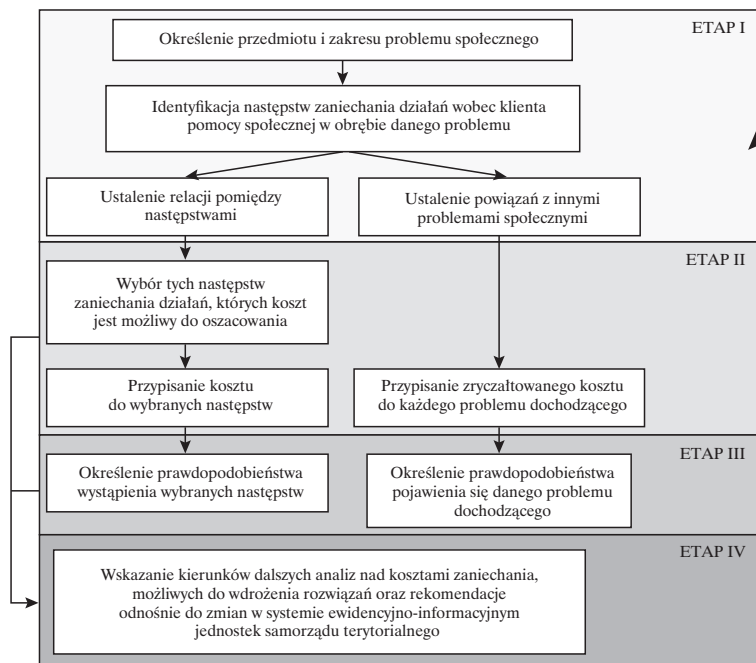 ETAP I
Określenie przedmiotu i zakresu problemu społecznego
Identyfikacja następstw zaniechania działań wobec klienta
pomocy społecznej w obrębie danego problemu
Ustalenie relacji pomiędzy
następstwami
Ustalenie powiązań z innymi
problemami społecznymi
ETAP II
Wybór tych następstw
zaniechania działań, których koszt
jest możliwy do oszacowania
Przypisanie kosztu
do wybranych następstw
Przypisanie zryczałtowanego kosztu
do każdego problemu dochodzącego
ETAP III
Określenie prawdopodobieństwa
wystąpienia wybranych następstw
Określenie prawdopodobieństwa
pojawienia się danego problemu
dochodzącego
ETAP IV
Wskazanie kierunków dalszych analiz nad kosztami zaniechania,
możliwych do wdrożenia rozwiązań oraz rekomendacje
odnośnie do zmian w systemie ewidencyjno-informacyjnym
jednostek samorządu terytorialnego